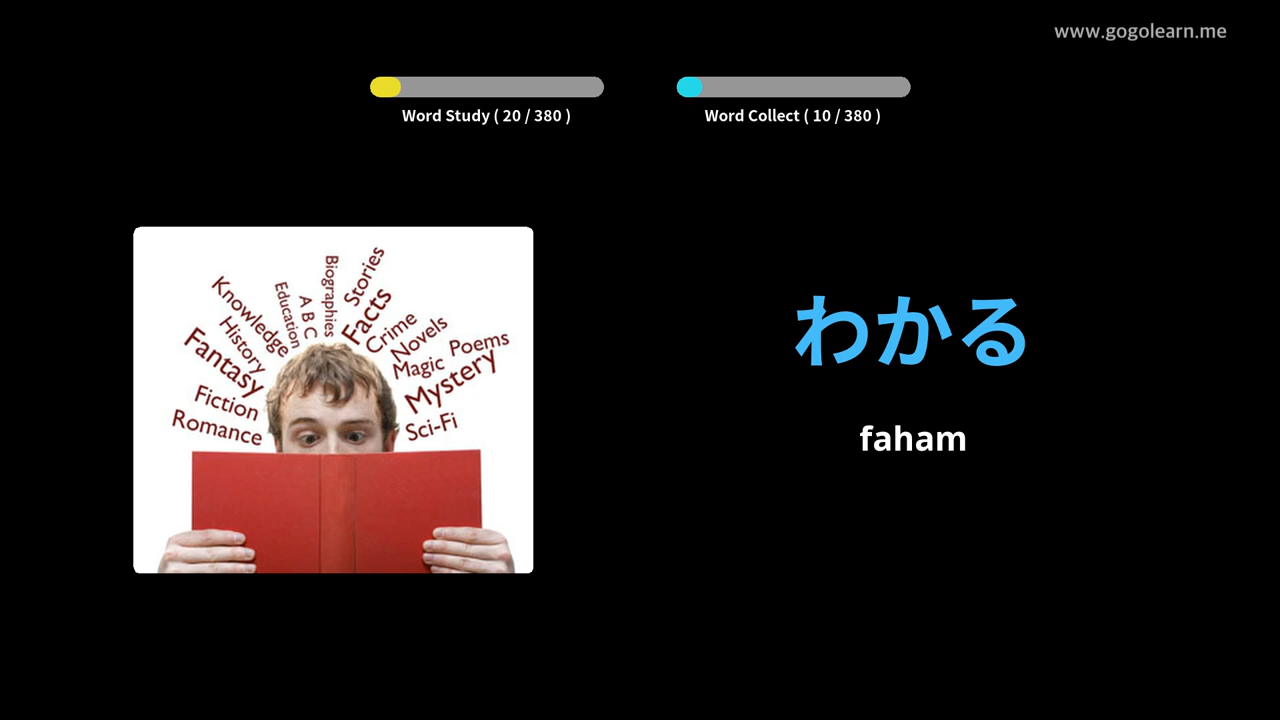 www.gogolearn.me
Word Study ( 20 / 380 )
Word Collect ( 10 / 380 )
Biographies
Stories
Education
A B C
Facts
Knowledge
Crime
History
Novels
Fantasy
Magic
Poems
Mystery
Fiction
Romance
Sci-Fi
わかる
faham